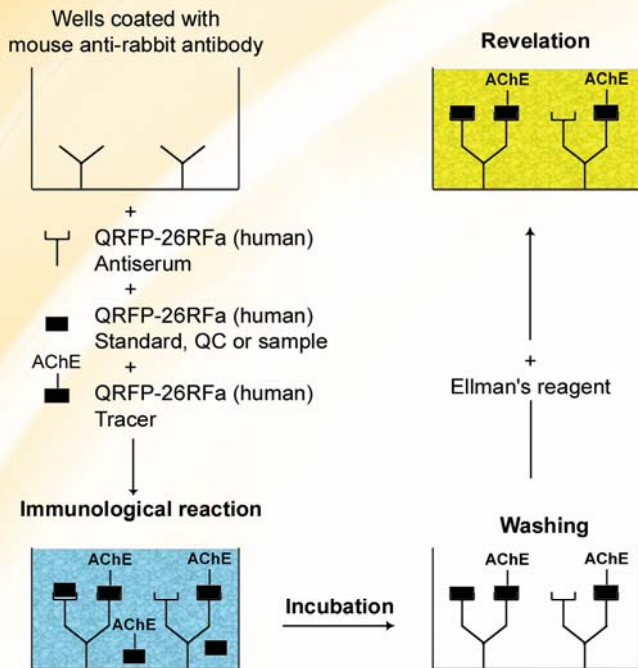 Wells coated with
mouse anti-rabbit antibody
+
QRFP-26RFa (human)
Antiserum
+
QRFP-26RFa (human)
Standard, QC or sample
AChE
+
QRFP-26RFa (human)
Tracer
Immunological reaction
AChE
AChE
AChE
Incubation
Washing
AChE
AChE
+
Ellman's reagent
Revelation
AChE
AChE